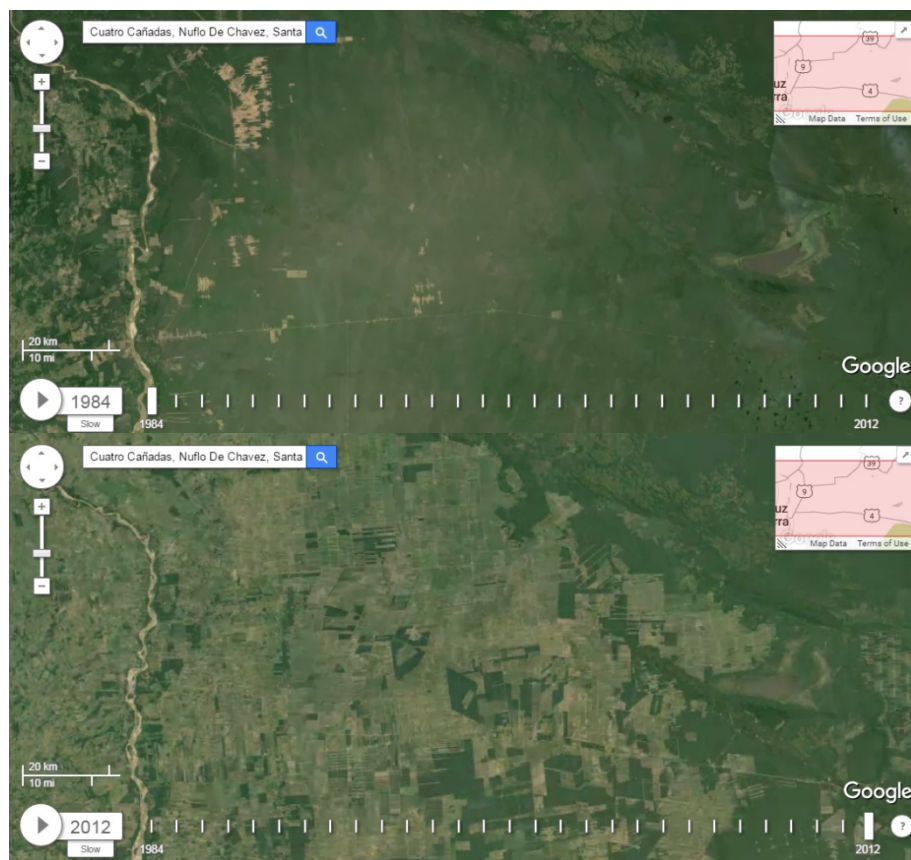 Cuatro Cañadas, Nuflo De Chavez, Santa
39
9
uz
rra
4
Map Data Terms of Use
20 km
10 mi
Google
1984
Slow
1984
2012
?
Cuatro Cañadas, Nuflo De Chavez, Santa
39
9
uz
rra
4
Map Data Terms of Use
20 km
10 mi
Google
2012
Slow
1984
2012
?